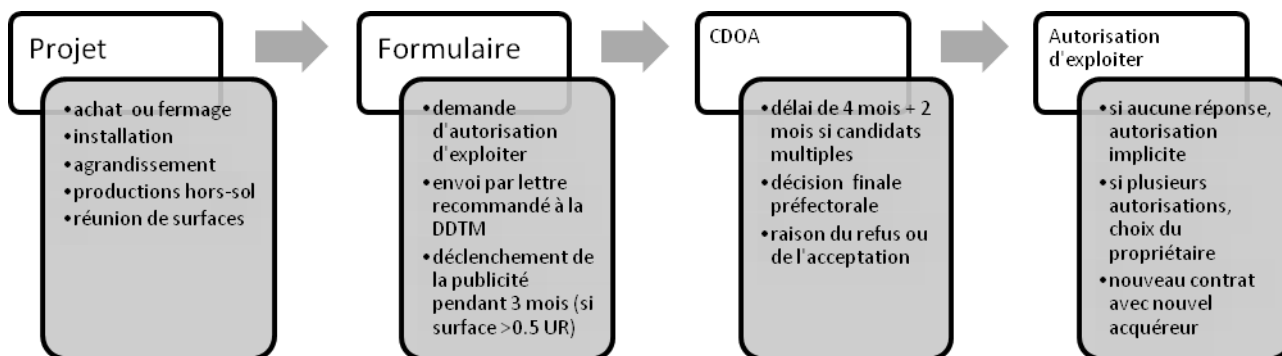 Projet
•achat ou fermage
•installation
•agrandissement
•productions hors-sol
•réunion de surfaces
Formulaire
•demande
d'autorisation
d'exploiter
•envoi par lettre
recommandé à la
DDTM
•déclenchement de
la publicité
pendant 3 mois (si
surface >0.5 UR)
CDOA
•délai de 4 mois + 2
mois si candidats
multiples
•décision finale
préfectorale
•raison du refus ou
de l'acceptation
Autorisation
d'exploiter
•si aucune réponse,
autorisation
implicite
•si plusieurs
autorisations,
choix du
propriétaire
•nouveau contrat
avec nouvel
acquéreur